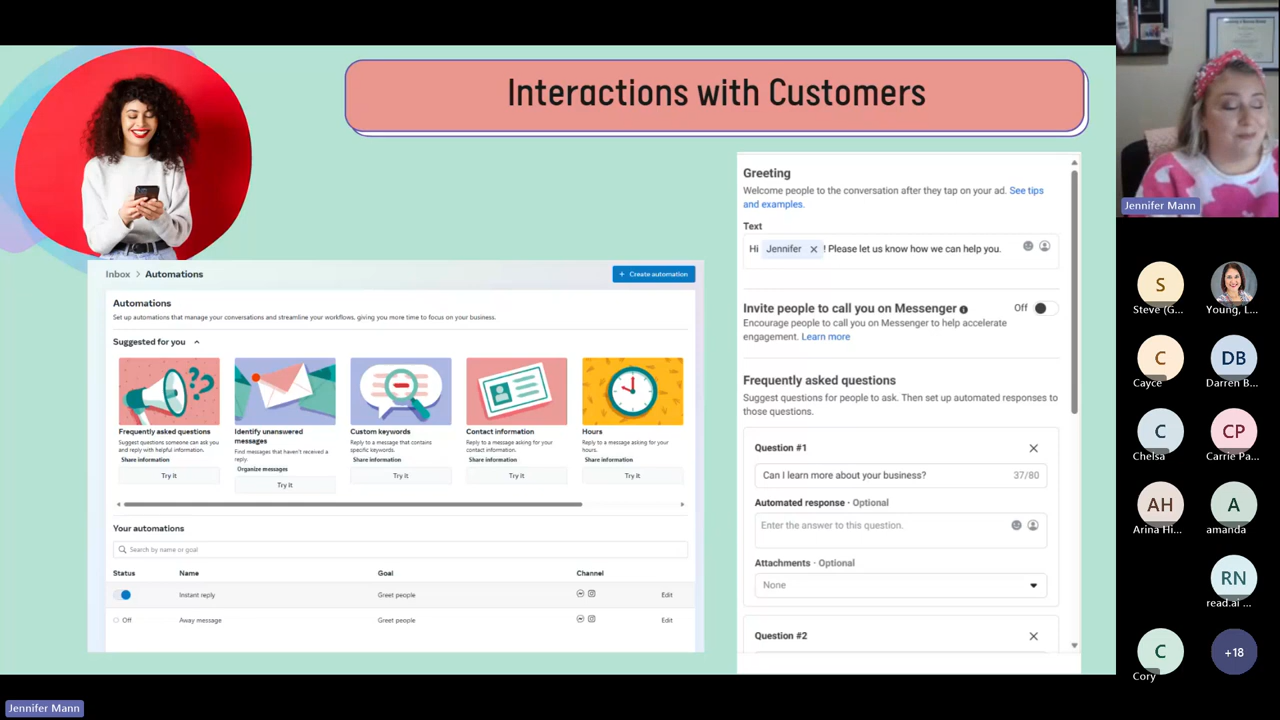 Interactions with Customers
Inbox > Automations
+ Create automation
Automations
Set up automations that manage your conversations and streamline your workflows, giving you more time to focus on your business.
Suggested for you
Frequently asked questions
Suggest questions someone can ask you and reply with helpful information.
Share information
Try it
Identify unanswered messages
Find messages that haven't received a reply.
Organize messages
Try it
Custom keywords
Reply to a message that contains specific keywords.
Share information
Try it
Contact information
Reply to a message asking for your contact information.
Share information
Try it
Hours
Reply to a message asking for your hours.
Share information
Try it
Your automations
Search by name or goal
Status Name Goal Channel
Instant reply Greet people Edit
Off Away message Greet people Edit
Greeting
Welcome people to the conversation after they tap on your ad. See tips
and examples.
Text
Hi Jennifer ! Please let us know how we can help you.
Invite people to call you on Messenger
Off
Encourage people to call you on Messenger to help accelerate
engagement. Learn more
Frequently asked questions
Suggest questions for people to ask. Then set up automated responses to
those questions.
Question #1
Can I learn more about your business? 37/80
Automated response · Optional
Enter the answer to this question.
Attachments · Optional
None
Question #2
Jennifer Mann
S
Steve (G...
Young, L...
C
Cayce
DB
Darren B...
C
Chelsa
CP
Carrie Pa...
AH
Arina Hi...
A
amanda
RN
read.ai ...
C
Cory
+18
Jennifer Mann